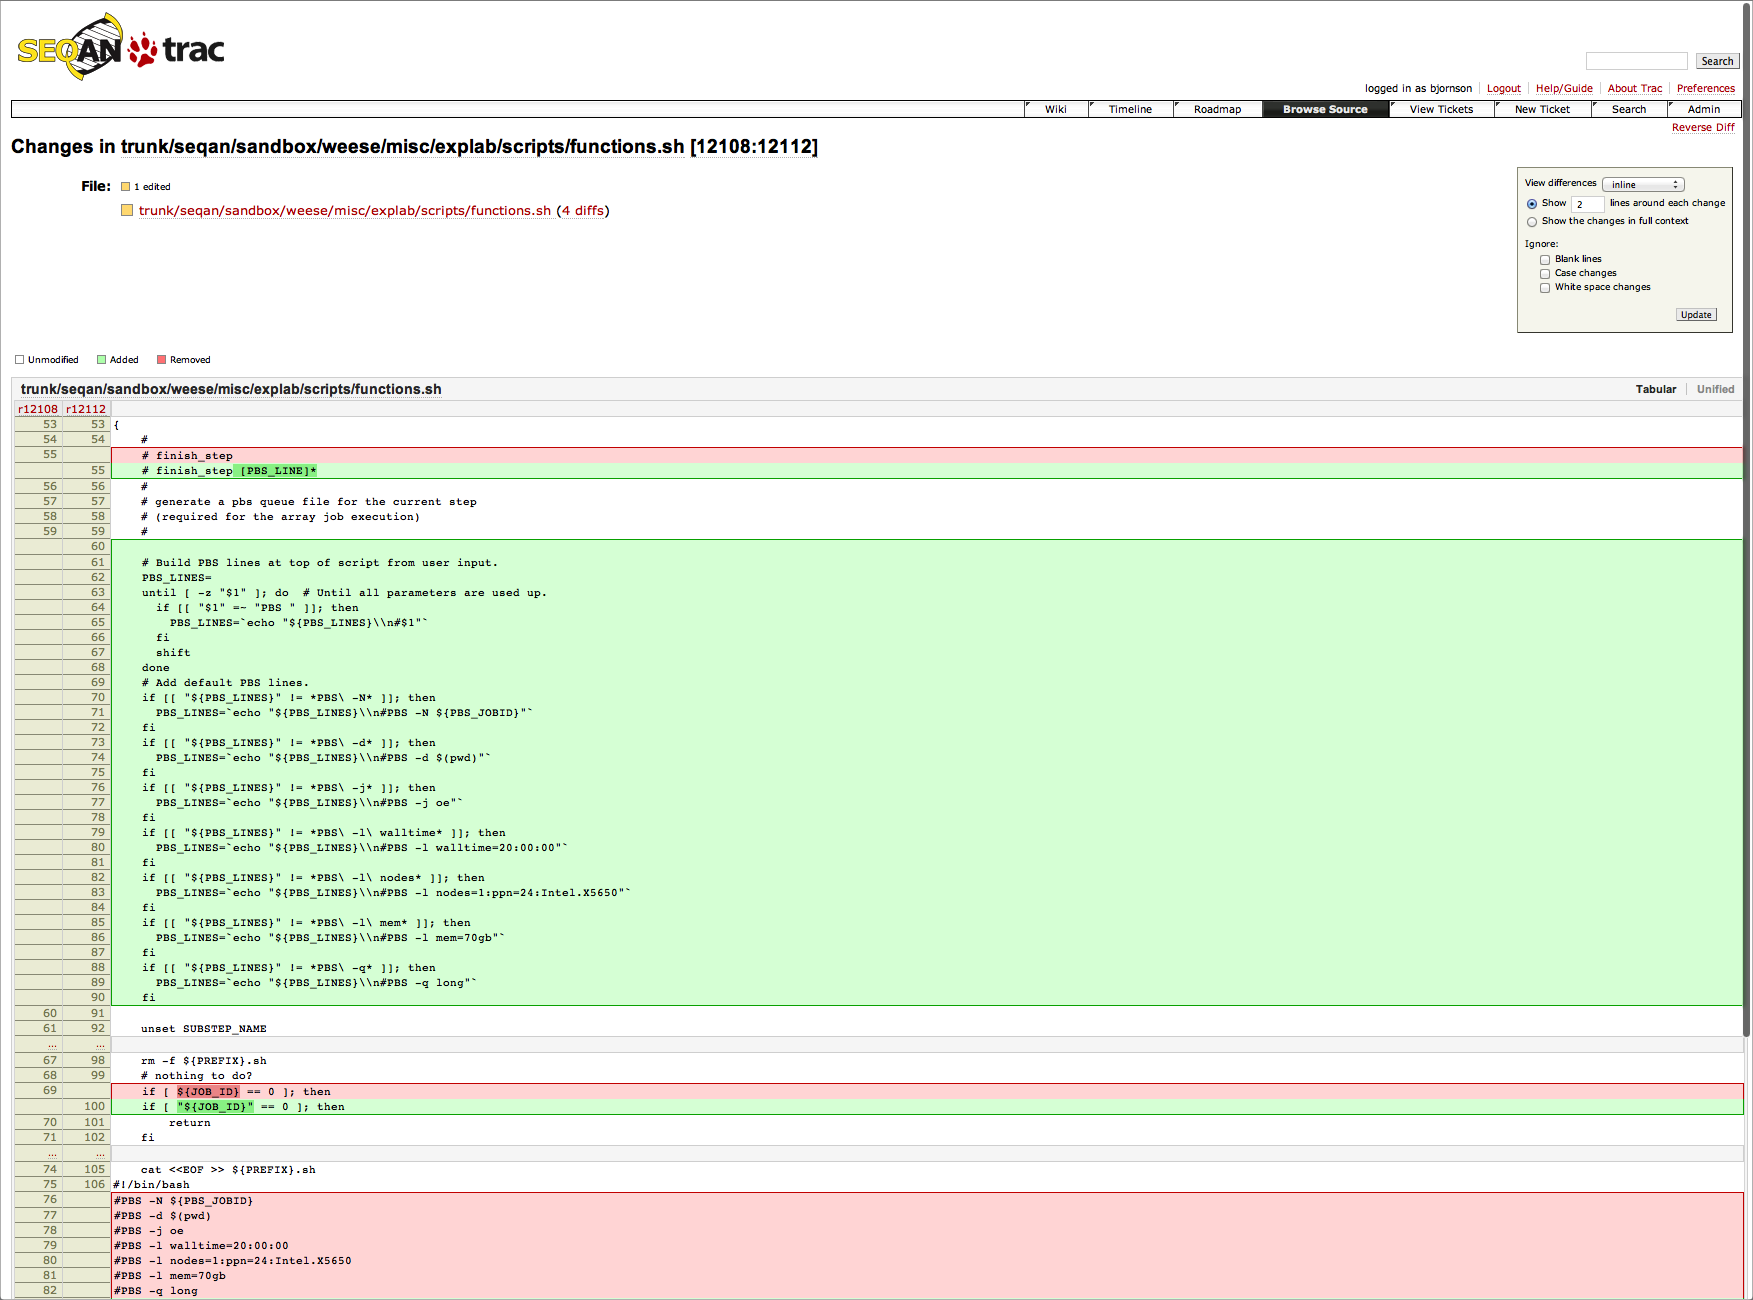 SEQAN trac
Search
logged in as bjornson Logout Help/Guide About Trac Preferences
Wiki Timeline Roadmap Browse Source View Tickets New Ticket Search Admin
Reverse Diff
Changes in trunk/seqan/sandbox/weese/misc/explab/scripts/functions.sh [12108:12112]
File: 1 edited
trunk/seqan/sandbox/weese/misc/explab/scripts/functions.sh (4 diffs)
View differences inline
Show 2 lines around each change
Show the changes in full context
Ignore:
Blank lines
Case changes
White space changes
Update
Unmodified Added Removed
trunk/seqan/sandbox/weese/misc/explab/scripts/functions.sh Tabular Unified
r12108 r12112
53 53 {
54 54 #
55 # finish_step
55 # finish_step [PBS_LINE]*
56 56 #
57 57 # generate a pbs queue file for the current step
58 58 # (required for the array job execution)
59 59 #
60
61 # Build PBS lines at top of script from user input.
62 PBS_LINES=
63 until [ -z "$1" ]; do # Until all parameters are used up.
64 if [[ "$1" =~ "PBS " ]]; then
65 PBS_LINES=`echo "${PBS_LINES}\\n#$1"`
66 fi
67 shift
68 done
69 # Add default PBS lines.
70 if [[ "${PBS_LINES}" != *PBS\ -N* ]]; then
71 PBS_LINES=`echo "${PBS_LINES}\\n#PBS -N ${PBS_JOBID}"`
72 fi
73 if [[ "${PBS_LINES}" != *PBS\ -d* ]]; then
74 PBS_LINES=`echo "${PBS_LINES}\\n#PBS -d $(pwd)"`
75 fi
76 if [[ "${PBS_LINES}" != *PBS\ -j* ]]; then
77 PBS_LINES=`echo "${PBS_LINES}\\n#PBS -j oe"`
78 fi
79 if [[ "${PBS_LINES}" != *PBS\ -l\ walltime* ]]; then
80 PBS_LINES=`echo "${PBS_LINES}\\n#PBS -l walltime=20:00:00"`
81 fi
82 if [[ "${PBS_LINES}" != *PBS\ -l\ nodes* ]]; then
83 PBS_LINES=`echo "${PBS_LINES}\\n#PBS -l nodes=1:ppn=24:Intel.X5650"`
84 fi
85 if [[ "${PBS_LINES}" != *PBS\ -l\ mem* ]]; then
86 PBS_LINES=`echo "${PBS_LINES}\\n#PBS -l mem=70gb"`
87 fi
88 if [[ "${PBS_LINES}" != *PBS\ -q* ]]; then
89 PBS_LINES=`echo "${PBS_LINES}\\n#PBS -q long"`
90 fi
60 91
61 92 unset SUBSTEP_NAME
… …
67 98 rm -f ${PREFIX}.sh
68 99 # nothing to do?
69 if [ ${JOB_ID} == 0 ]; then
100 if [ "${JOB_ID}" == 0 ]; then
70 101 return
71 102 fi
… …
74 105 cat <<EOF >> ${PREFIX}.sh
75 106 #!/bin/bash
76 #PBS -N ${PBS_JOBID}
77 #PBS -d $(pwd)
78 #PBS -j oe
79 #PBS -l walltime=20:00:00
80 #PBS -l nodes=1:ppn=24:Intel.X5650
81 #PBS -l mem=70gb
82 #PBS -q long